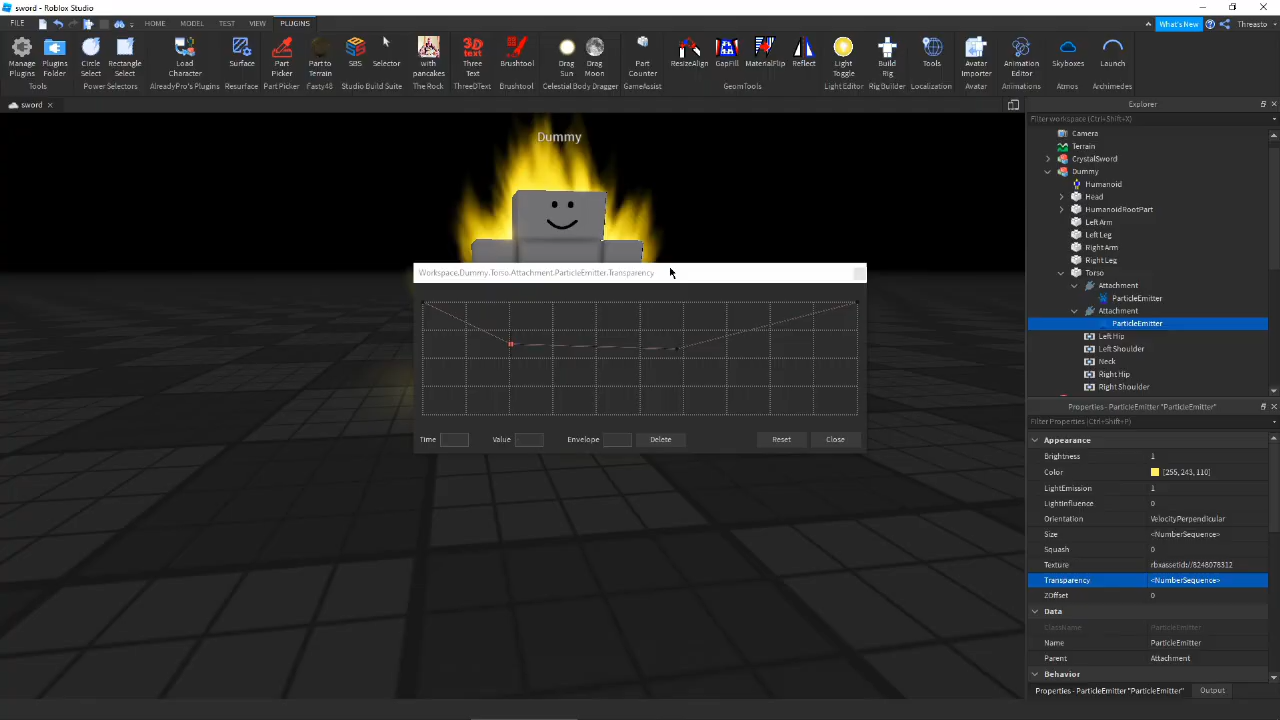 sword - Roblox Studio
FILE HOME MODEL TEST VIEW PLUGINS What's New Threasto
Manage Plugins
Plugins Folder
Tools
Circle Select
Rectangle Select
Power Selectors
Load Character
AlreadyPro's Plugins
Surface
Resurface
Part Picker
Part Picker
Part to Terrain
Fasty48
SBS
Selector
Studio Build Suite
with pancakes
The Rock
3D text
Three Text
ThreeDText
Brushtool
Brushtool
Drag Sun
Drag Moon
Celestial Body Dragger
Part Counter
GameAssist
ResizeAlign
GapFill
MaterialFlip
Reflect
GeomTools
Light Toggle
Light Editor
Build Rig
Rig Builder
Tools
Localization
Avatar Importer
Avatar
Animation Editor
Animations
Skyboxes
Atmos
Launch
Archimedes
sword
Dummy
Workspace.Dummy.Torso.Attachment.ParticleEmitter.Transparency
Time Value Envelope Delete Reset Close
Explorer
Filter workspace (Ctrl+Shift+X)
Camera
Terrain
CrystalSword
Dummy
Humanoid
Head
HumanoidRootPart
Left Arm
Left Leg
Right Arm
Right Leg
Torso
Attachment
ParticleEmitter
Attachment
ParticleEmitter
Left Hip
Left Shoulder
Neck
Right Hip
Right Shoulder
Properties - ParticleEmitter "ParticleEmitter"
Filter Properties (Ctrl+Shift+P)
Appearance
Brightness 1
Color [255, 243, 110]
LightEmission 1
LightInfluence 0
Orientation VelocityPerpendicular
Size <NumberSequence>
Squash 0
Texture rbxassetid://8248078312
Transparency <NumberSequence>
ZOffset 0
Data
ClassName ParticleEmitter
Name ParticleEmitter
Parent Attachment
Behavior
Properties - ParticleEmitter "ParticleEmitter" Output